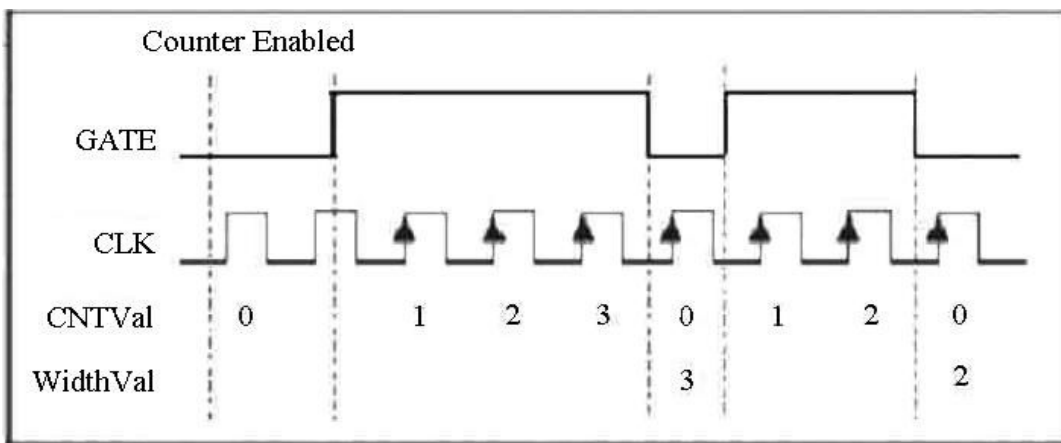 Counter Enabled
GATE
CLK
CNTVal 0 1 2 3 0 1 2 0
WidthVal 3 2